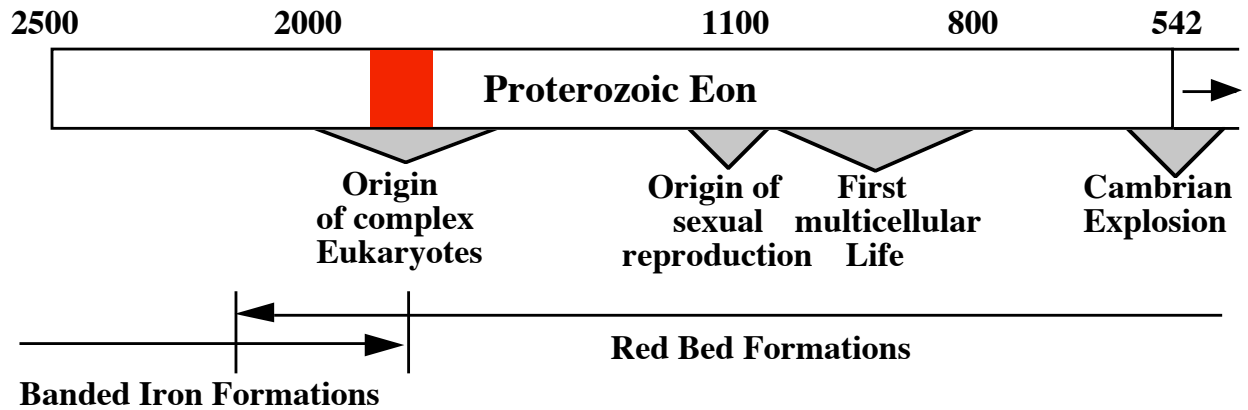 2500 2000 1100 800 542
Proterozoic Eon
Origin
of complex
Eukaryotes
Origin of
sexual
reproduction
First
multicellular
Life
Cambrian
Explosion
Red Bed Formations
Banded Iron Formations